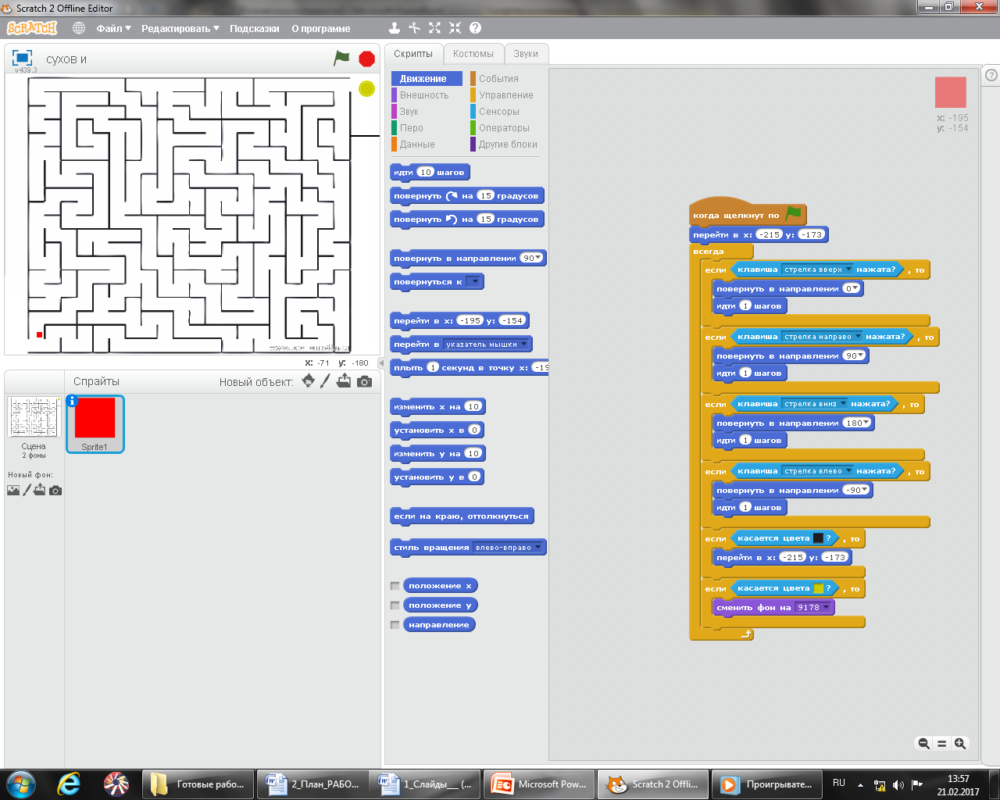 Scratch 2 Offline Editor
SCRATCH
Файл
Редактировать
Подсказки
О программе
сухов и
v439.3
x: -71 y: -180
Спрайты
Новый объект:
Сцена
2 фоны
Новый фон:
Sprite1
Скрипты
Костюмы
Звуки
Движение
События
Внешность
Управление
Звук
Сенсоры
Перо
Операторы
Данные
Другие блоки
идти 10 шагов
повернуть на 15 градусов
повернуть на 15 градусов
повернуть в направлении 90
повернуться к
перейти в x: -195 y: -154
перейти в указатель мышки
плыть 1 секунд в точку x: -19
изменить х на 10
установить х в 0
изменить у на 10
установить у в 0
если на краю, оттолкнуться
стиль вращения влево-вправо
положение x
положение y
направление
x: -195
y: -154
когда щелкнут по
перейти в x: -215 y: -173
всегда
если клавиша стрелка вверх нажата? , то
повернуть в направлении 0
идти 1 шагов
если клавиша стрелка направо нажата? , то
повернуть в направлении 90
идти 1 шагов
если клавиша стрелка вниз нажата? , то
повернуть в направлении 180
идти 1 шагов
если клавиша стрелка влево нажата? , то
повернуть в направлении -90
идти 1 шагов
если касается цвета ? , то
перейти в x: -215 y: -173
если касается цвета ? , то
сменить фон на 9178
Готовые рабо...
2_План_РАБО...
1_Слайды___ (...
Microsoft Pow...
Scratch 2 Offli...
Проигрывате...
RU
13:57
21.02.2017